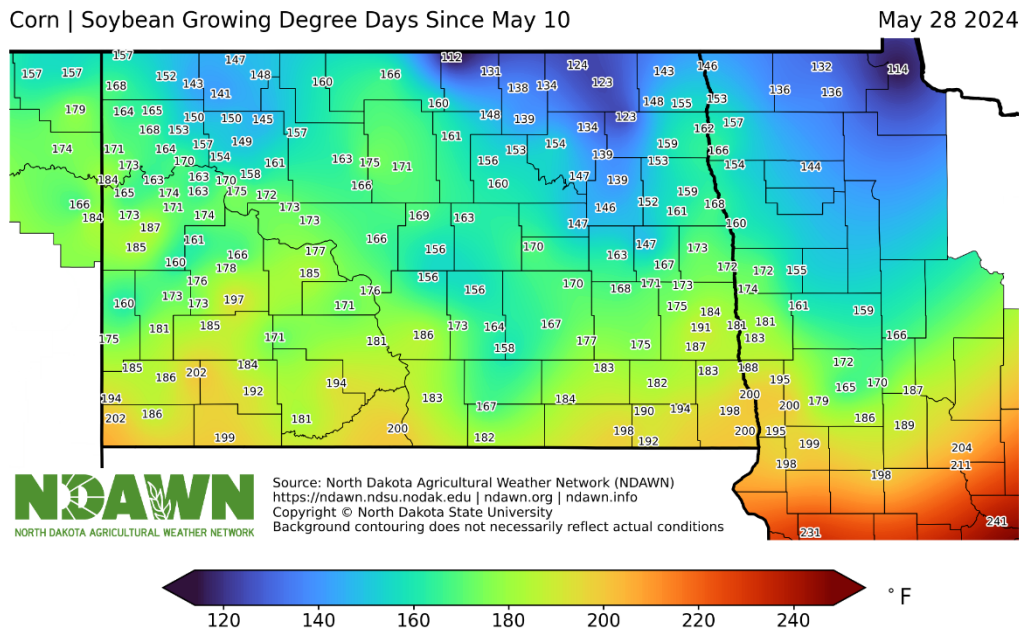 Corn | Soybean Growing Degree Days Since May 10 May 28 2024
157 147 112 124 146 132
157 157 152 148 166 131 143 114
168 143 160 138 134 123 136 136
141
179 164 165 150 150 145 160 148 139 148 155 153
168 153 157 161 134 123 162 157
174 171 164 157 149 163 175 171 153 154 139 159 166
173 170 154 161 156 153 154 144
184 163 163 170 158 166 160 147 139
165 174 163 175 172 159
166 171 173 146 152 161 168
184 173 174 173 169 163 147 160
187
185 161 166 177 166 156 170 163 147 173
160 178 185 156 167 172 172 155
176 176 156 170 168 171 173 174
160 173 173 197 171 175 161 159
181 185 173 164 167 184 191 181 181
175 171 181 186 158 177 175 187 183 166
185 202 184 183 183 188 172
186 192 194 182 195 165 170 187
194 183 167 184 200 179
202 186 181 190 194 198 200 186 189
199 200 182 198 192 200 195 199 204
198 198 211
231 241
NDAWN
NORTH DAKOTA AGRICULTURAL WEATHER NETWORK
Source: North Dakota Agricultural Weather Network (NDAWN)
https://ndawn.ndsu.nodak.edu | ndawn.org | ndawn.info
Copyright © North Dakota State University
Background contouring does not necessarily reflect actual conditions
120 140 160 180 200 220 240 °F